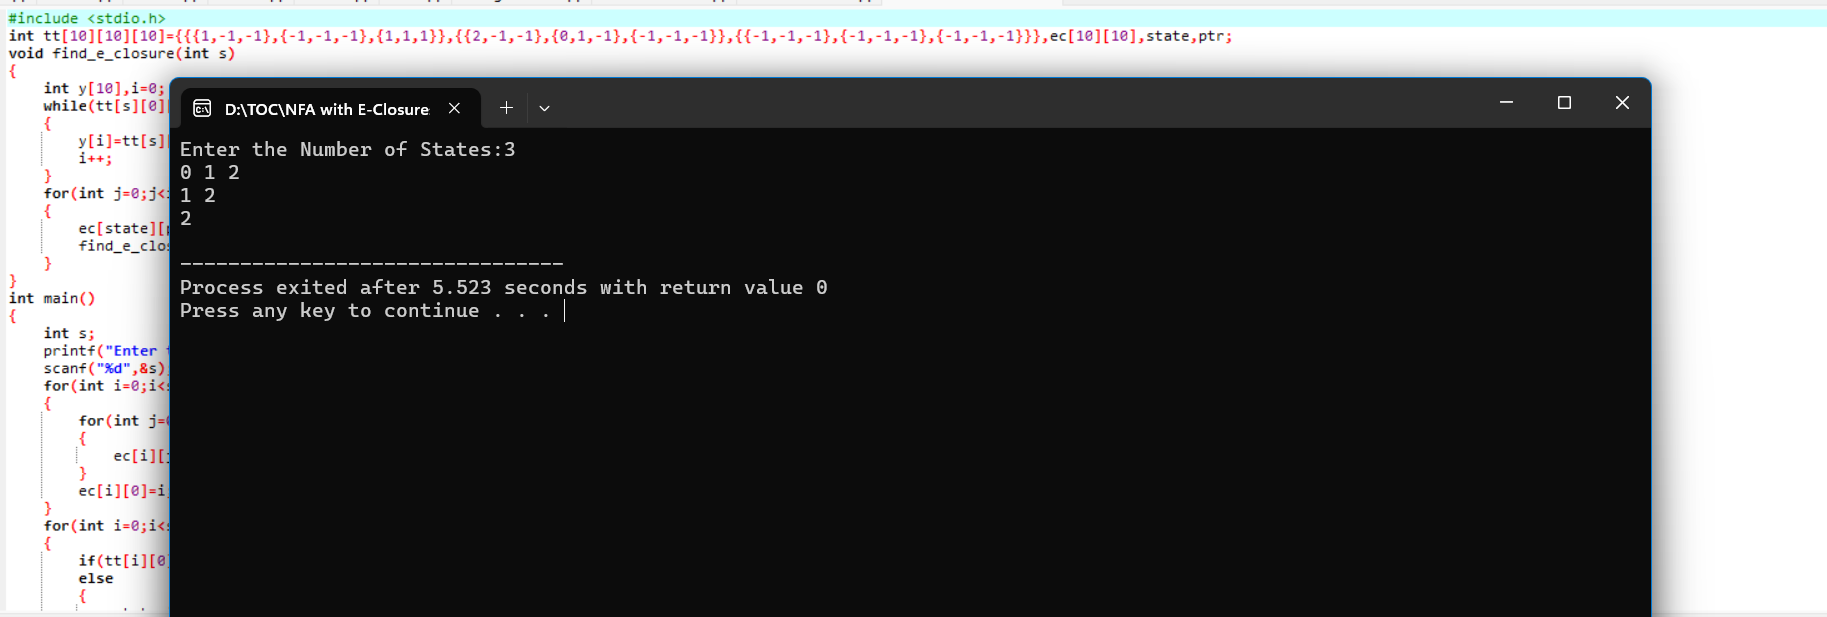 #include <stdio.h>
int tt[10][10][10]={{{1,-1,-1},{-1,-1,-1},{1,1,1}},{{2,-1,-1},{0,1,-1},{-1,-1,-1}},{{-1,-1,-1},{-1,-1,-1},{-1,-1,-1}}},ec[10][10],state,ptr;
void find_e_closure(int s)
{
int y[10],i=0;
while(tt[s][0]
{
y[i]=tt[s]
i++;
}
for(int j=0;j<
{
ec[state][
find_e_clos
}
}
int main()
{
int s;
printf("Enter
scanf("%d",&s)
for(int i=0;i<
{
for(int j=
{
ec[i][
}
ec[i][0]=i
}
for(int i=0;i<
{
if(tt[i][0]
else
{
D:\TOC\NFA with E-Closure
Enter the Number of States:3
0 1 2
1 2
2
--------------------------------
Process exited after 5.523 seconds with return value 0
Press any key to continue . . .